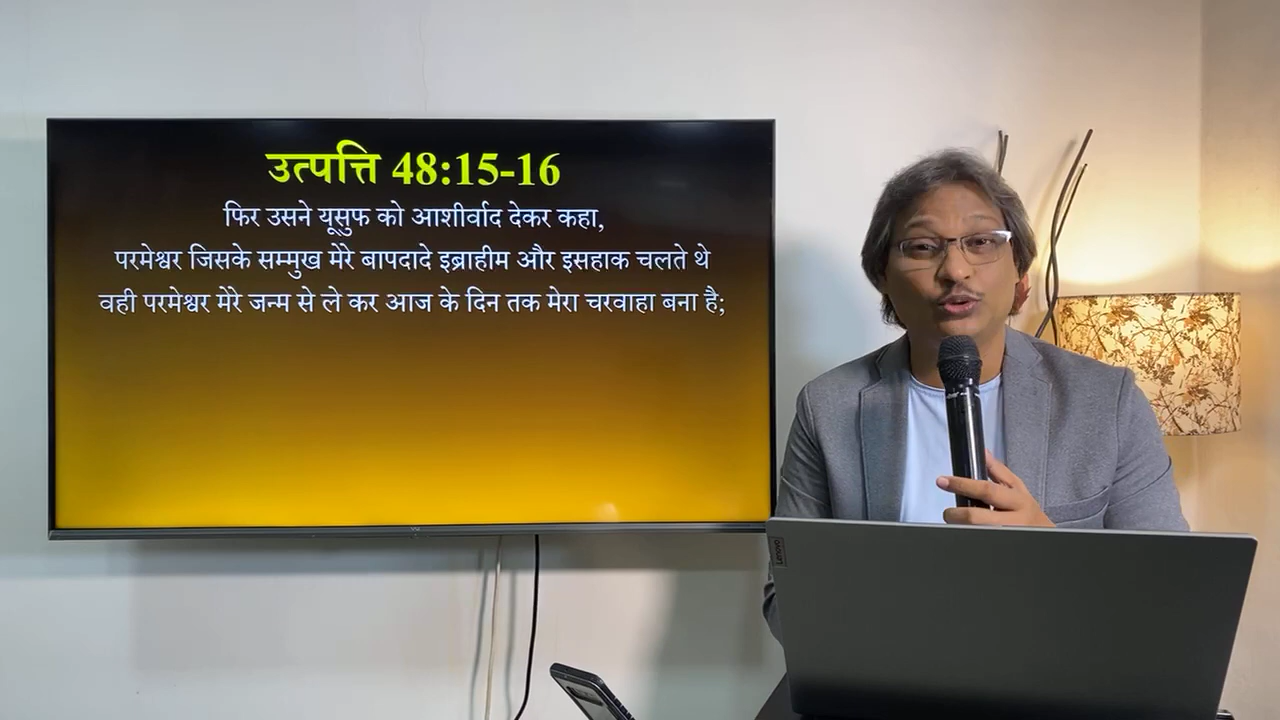 उत्पत्ति 48:15-16
फिर उसने यूसुफ को आशीर्वाद देकर कहा,
परमेश्वर जिसके सम्मुख मेरे बापदादे इब्राहीम और इसहाक चलते थे
वही परमेश्वर मेरे जन्म से ले कर आज के दिन तक मेरा चरवाहा बना है;
Lenovo